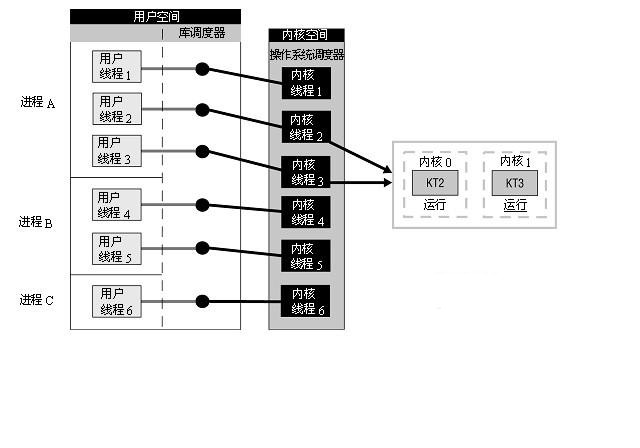 用户空间
库调度器
内核空间
操作系统调度器
进程 A
用户
线程1
用户
线程2
用户
线程3
进程 B
用户
线程4
用户
线程5
进程 C
用户
线程6
内核
线程1
内核
线程2
内核
线程3
内核
线程4
内核
线程5
内核
线程6
内核 0
KT2
运行
内核 1
KT3
运行